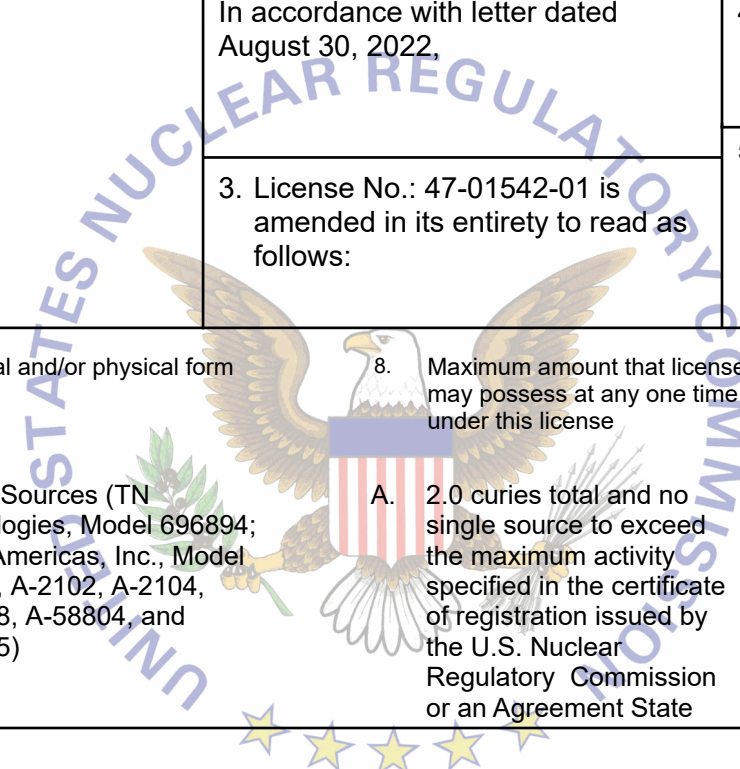 In accordance with letter dated
August 30, 2022,
3. License No.: 47-01542-01 is
amended in its entirety to read as
follows:
al and/or physical form
8. Maximum amount that license
may possess at any one time
under this license
Sources (TN
logies, Model 696894;
Americas, Inc., Model
, A-2102, A-2104,
8, A-58804, and
5)
A. 2.0 curies total and no
single source to exceed
the maximum activity
specified in the certificate
of registration issued by
the U.S. Nuclear
Regulatory Commission
or an Agreement State
UNITED STATES NUCLEAR REGULATORY COMMISSION